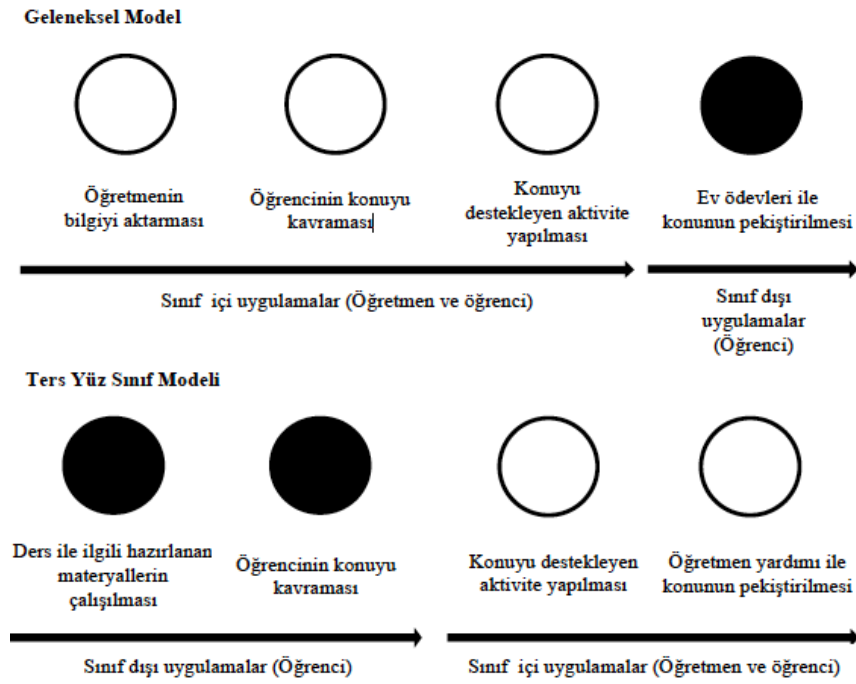 Geleneksel Model
Öğretmenin
bilgiyi aktarması
Öğrencinin konuyu
kavraması
Konuyu
destekleyen aktivite
yapılması
Ev ödevleri ile
konunun pekiştirilmesi
Sınıf içi uygulamalar (Öğretmen ve öğrenci)
Sınıf dışı
uygulamalar
(Öğrenci)
Ters Yüz Sınıf Modeli
Ders ile ilgili hazırlanan
materyallerin
çalışılması
Öğrencinin konuyu
kavraması
Konuyu destekleyen
aktivite yapılması
Öğretmen yardımı ile
konunun pekiştirilmesi
Sınıf dışı uygulamalar (Öğrenci)
Sınıf içi uygulamalar (Öğretmen ve öğrenci)